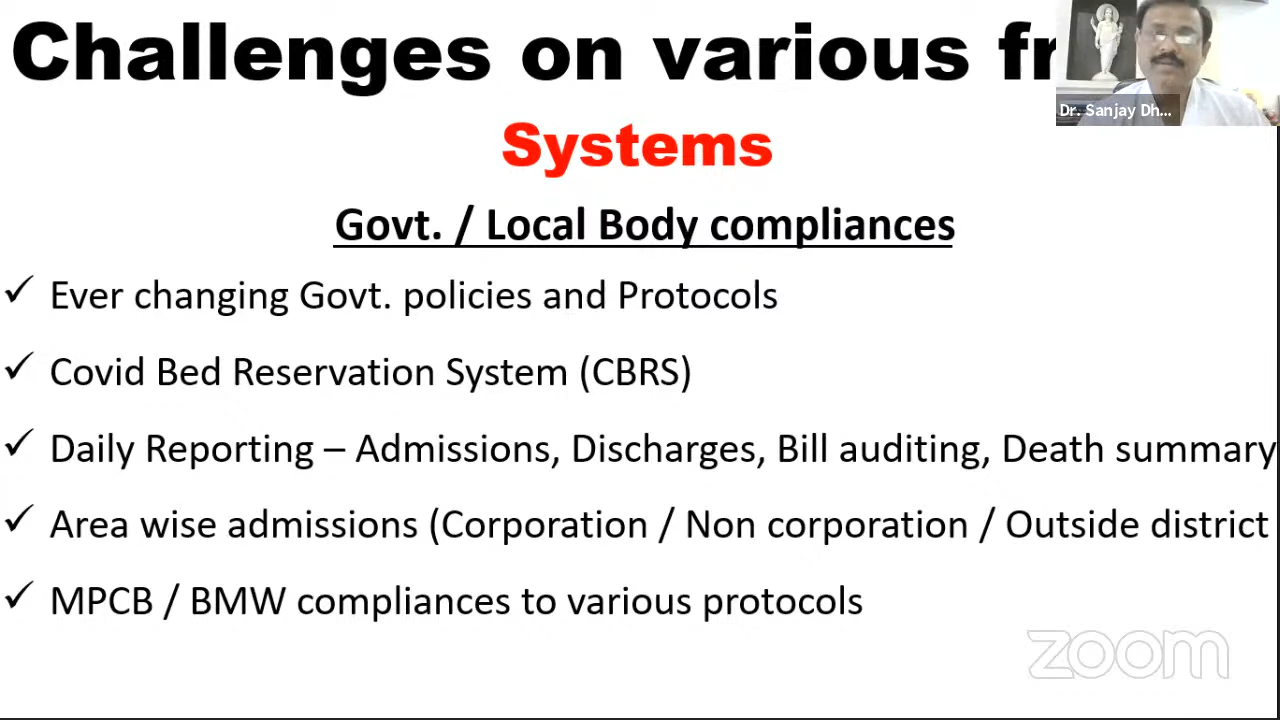 Challenges on various fr
Dr. Sanjay Dh...
Systems
Govt. / Local Body compliances
✓ Ever changing Govt. policies and Protocols
✓ Covid Bed Reservation System (CBRS)
✓ Daily Reporting – Admissions, Discharges, Bill auditing, Death summary
✓ Area wise admissions (Corporation / Non corporation / Outside district
✓ MPCB / BMW compliances to various protocols
zoom